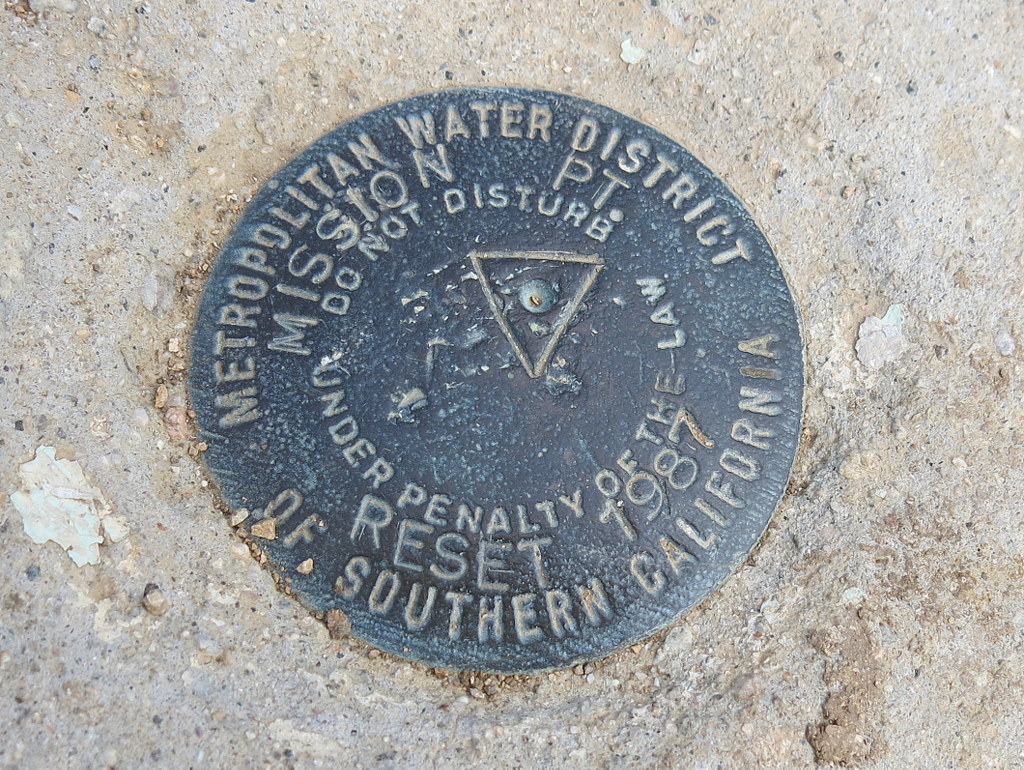 METROPOLITAN WATER DISTRICT
MISSION PT.
DO NOT DISTURB
UNDER PENALTY OF THE LAW
RESET 1987
OF SOUTHERN CALIFORNIA